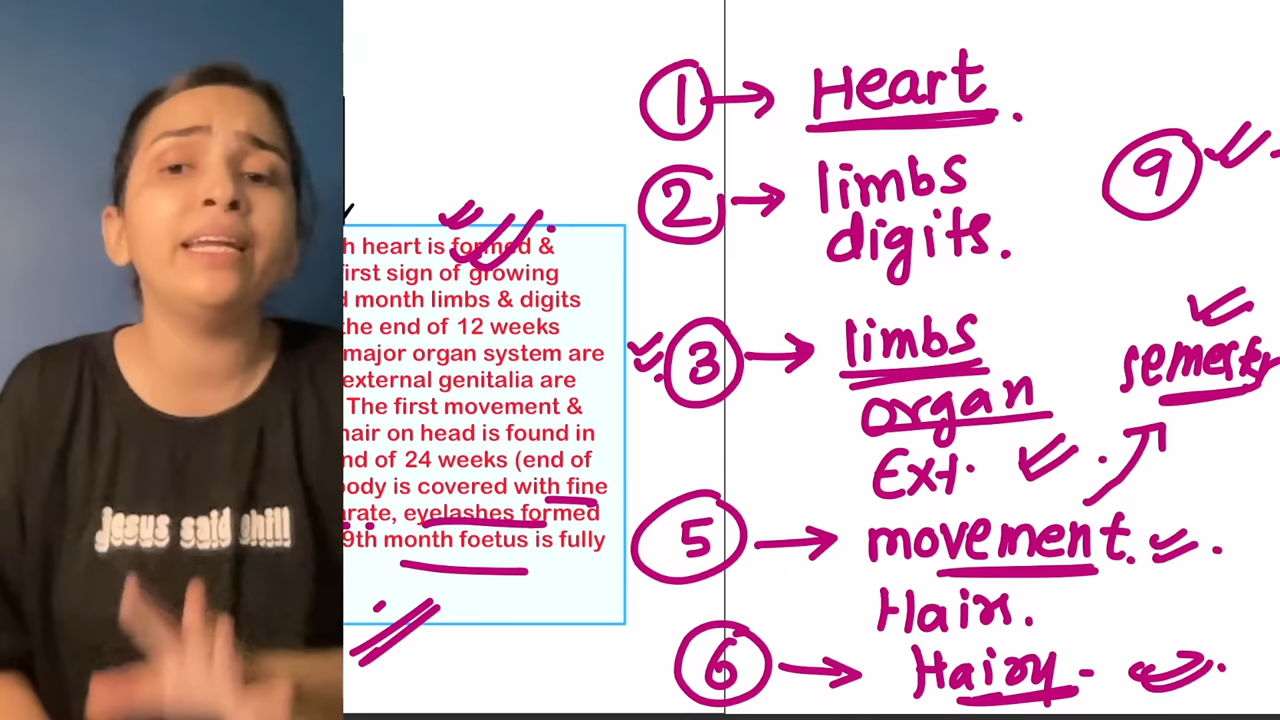 jesus said chill
h heart is formed &
first sign of growing
d month limbs & digits
the end of 12 weeks
major organ system are
external genitalia are
The first movement &
hair on head is found in
nd of 24 weeks (end of
body is covered with fine
arate, eyelashes formed
9th month foetus is fully
1 → Heart.
2 → limbs
digits.
3 → limbs
organ
Ext.
5 → movement.
Hair.
6 → Hairy
9
semester